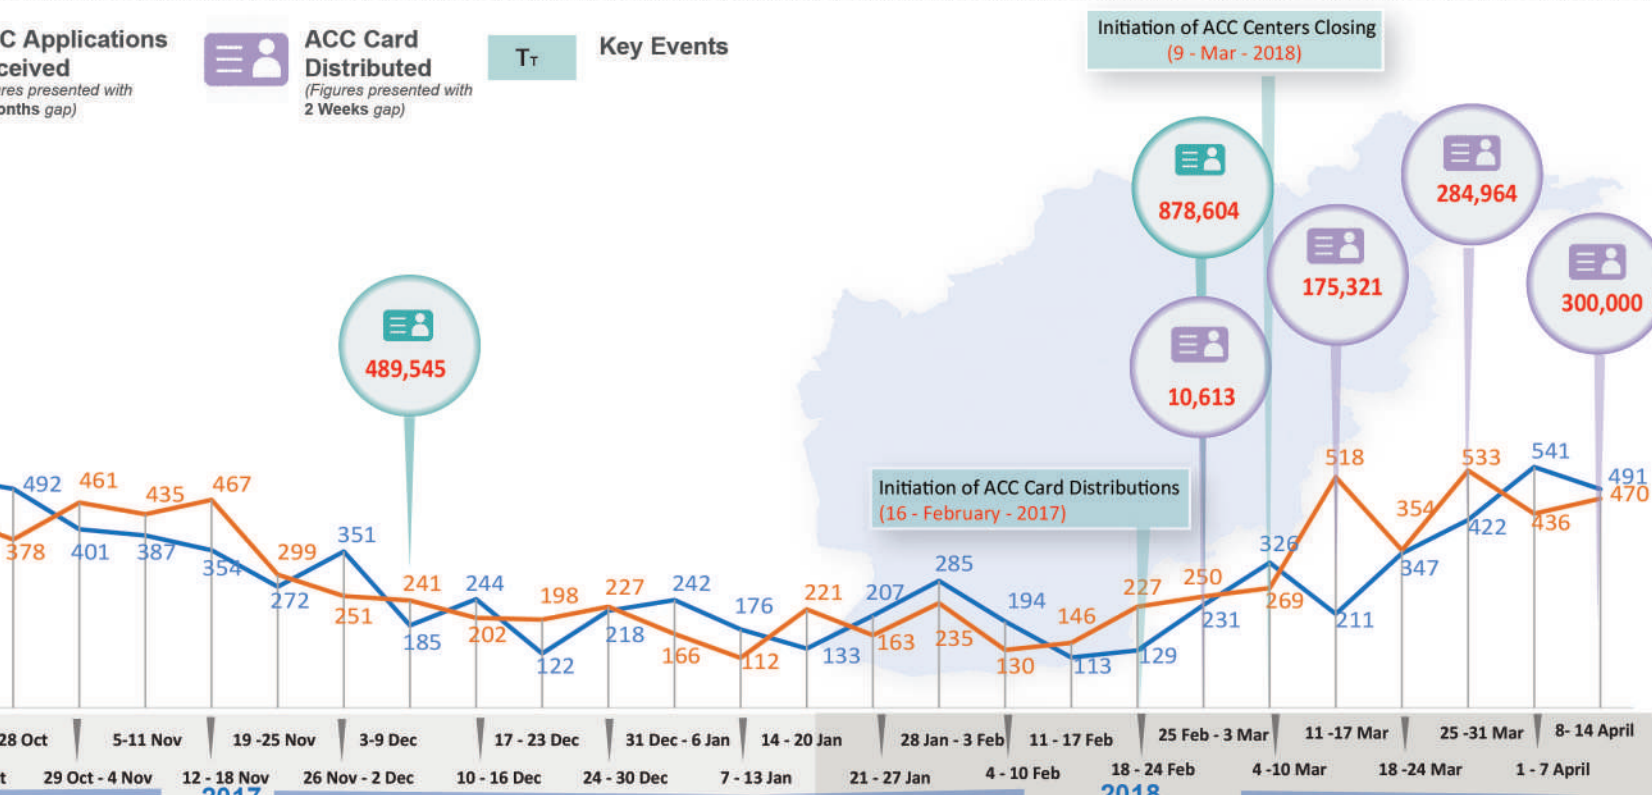 C Applications
ceived
res presented with
onths gap)
ACC Card
Distributed
(Figures presented with
2 Weeks gap)
TT
Key Events
Initiation of ACC Centers Closing
(9 - Mar - 2018)
878,604
284,964
175,321
300,000
489,545
10,613
Initiation of ACC Card Distributions
(16 - February - 2017)
492
461
435
467
378
401
387
354
299
272
351
251
241
185
244
202
198
122
227
218
242
166
176
112
221
133
207
163
285
235
194
130
146
113
227
129
250
231
326
269
518
211
354
347
533
422
541
436
491
470
28 Oct
5-11 Nov
19 -25 Nov
3-9 Dec
17 - 23 Dec
31 Dec - 6 Jan
14 - 20 Jan
28 Jan - 3 Feb
11 - 17 Feb
25 Feb - 3 Mar
11 -17 Mar
25 -31 Mar
8- 14 April
t
29 Oct - 4 Nov
12 - 18 Nov
26 Nov - 2 Dec
10 - 16 Dec
24 - 30 Dec
7 - 13 Jan
21 - 27 Jan
4 - 10 Feb
18 - 24 Feb
4 -10 Mar
18 -24 Mar
1 - 7 April
2017
2018